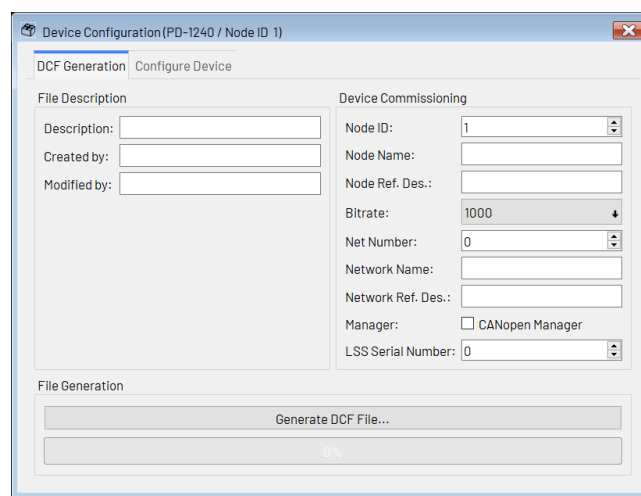 Device Configuration (PD-1240 / Node ID 1)
DCF Generation
Configure Device
File Description
Description:
Created by:
Modified by:
Device Commissioning
Node ID: 1
Node Name:
Node Ref. Des.:
Bitrate: 1000
Net Number: 0
Network Name:
Network Ref. Des.:
Manager: CANopen Manager
LSS Serial Number: 0
File Generation
Generate DCF File...
0%